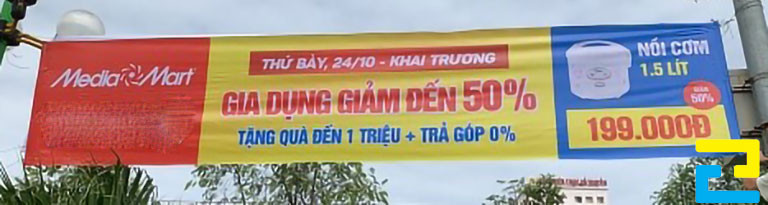 MediaMart
THỨ BẢY, 24/10 - KHAI TRƯƠNG
GIA DỤNG GIẢM ĐẾN 50%
TẶNG QUÀ ĐẾN 1 TRIỆU + TRẢ GÓP 0%
NỒI CƠM
1.5 LÍT
GIẢM
50%
199.000Đ